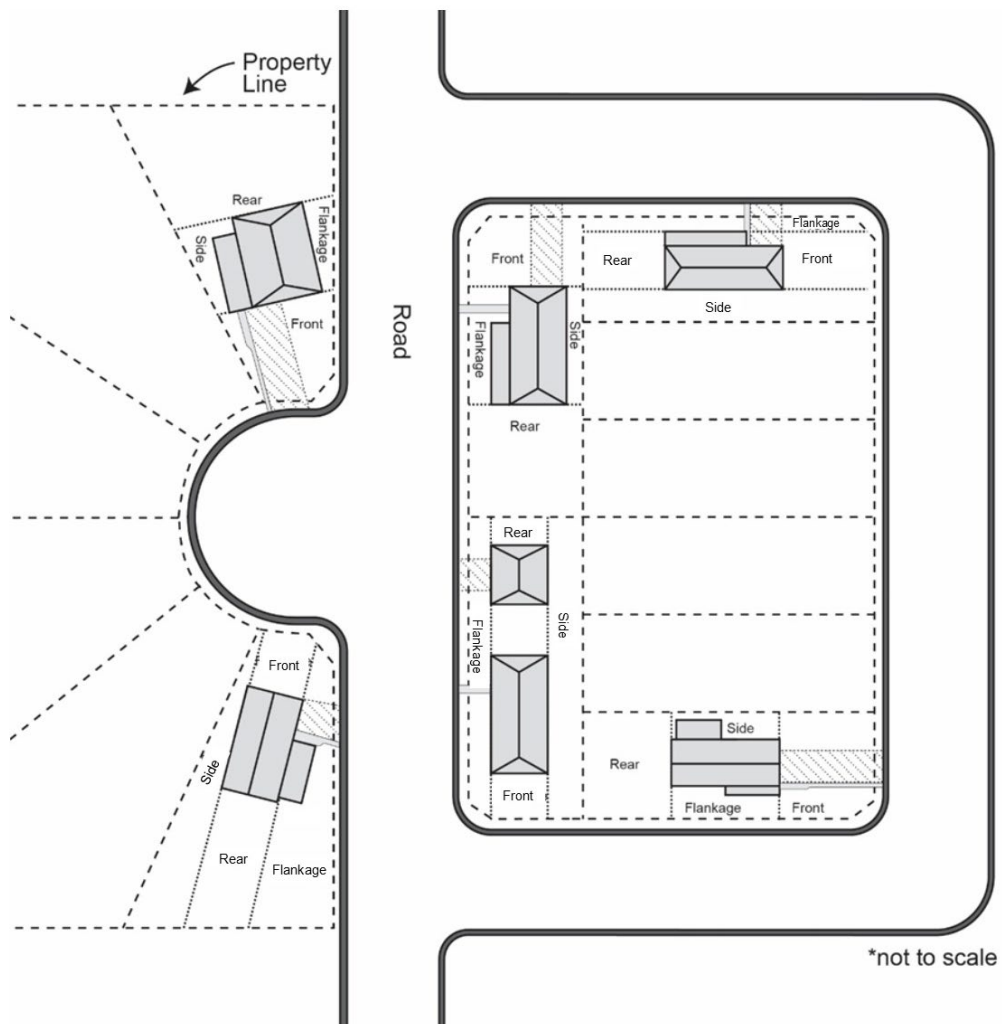 Property
Line
Rear
Side
Flankage
Front
Road
Front
Side
Rear
Flankage
Front
Flankage
Side
Rear
Flankage
Rear
Front
Side
Rear
Side
Flankage
Front
Side
Rear
Flankage
Front
*not to scale